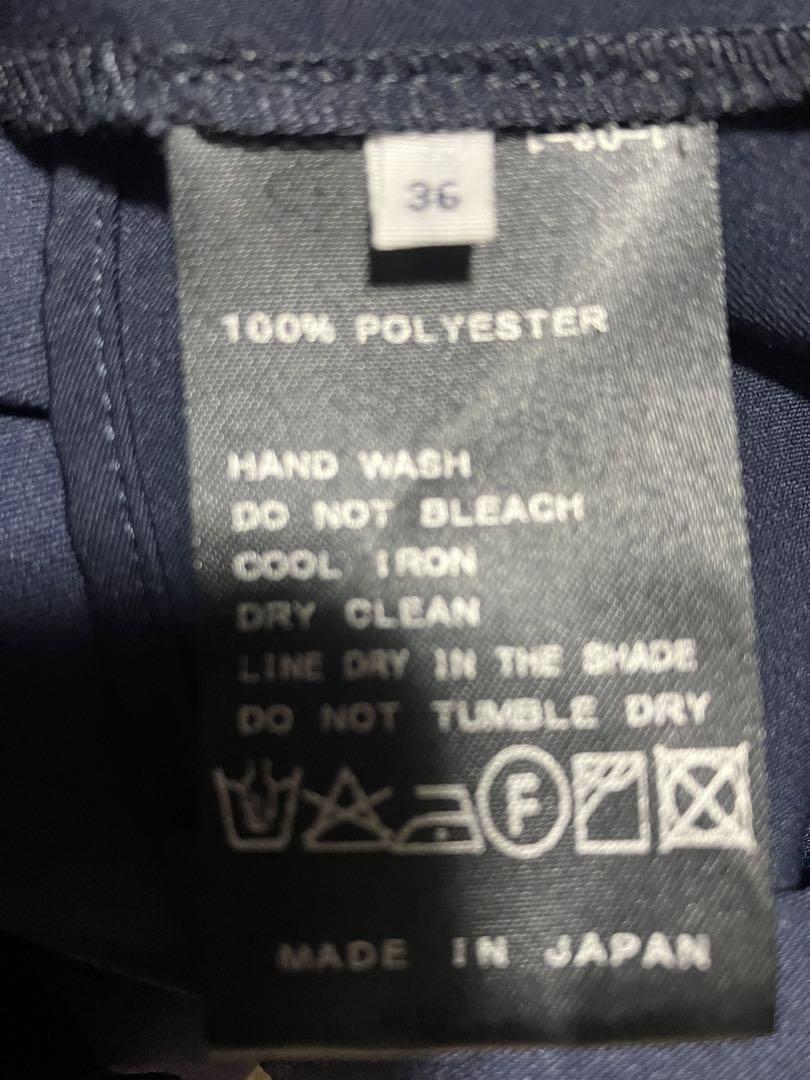 36
100% POLYESTER
HAND WASH
DO NOT BLEACH
COOL IRON
DRY CLEAN
LINE DRY IN THE SHADE
DO NOT TUMBLE DRY
F
MADE IN JAPAN